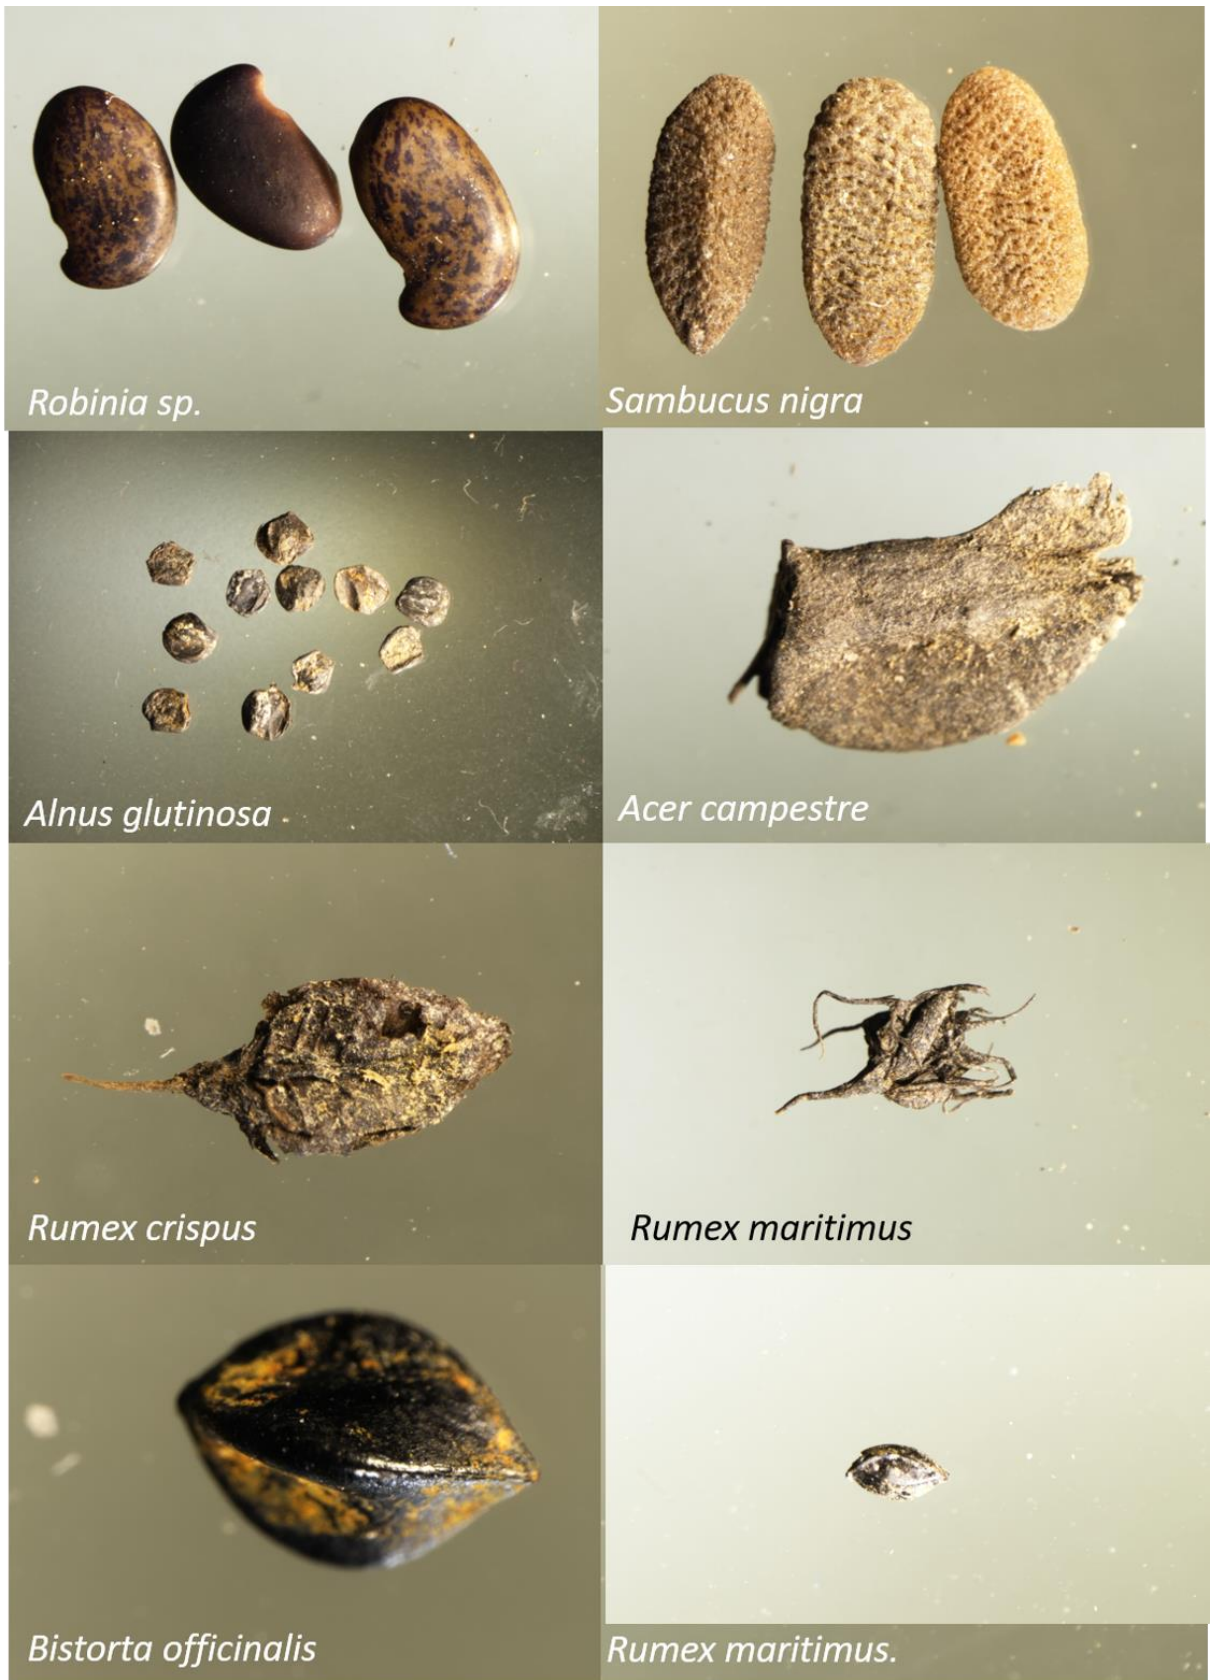 Robinia sp.
Sambucus nigra
Alnus glutinosa
Acer campestre
Rumex crispus
Rumex maritimus
Bistorta officinalis
Rumex maritimus.